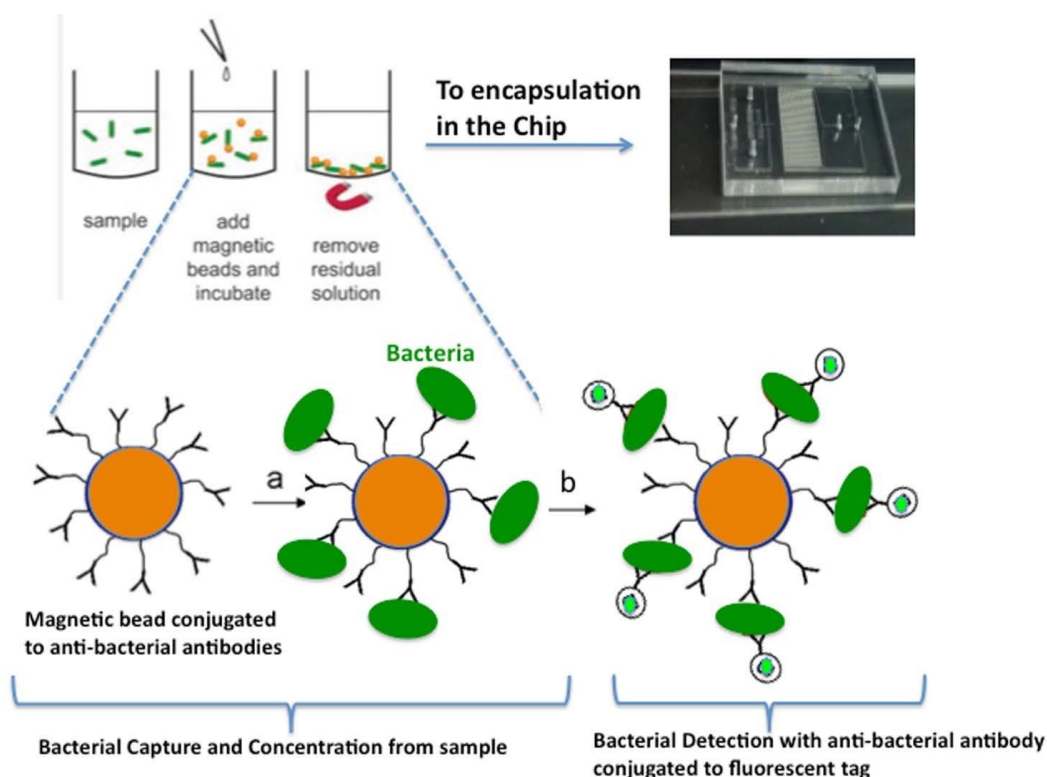 To encapsulation
in the Chip
sample
add
magnetic
beads and
incubate
remove
residual
solution
Bacteria
a
b
Magnetic bead conjugated
to anti-bacterial antibodies
Bacterial Capture and Concentration from sample
Bacterial Detection with anti-bacterial antibody
conjugated to fluorescent tag